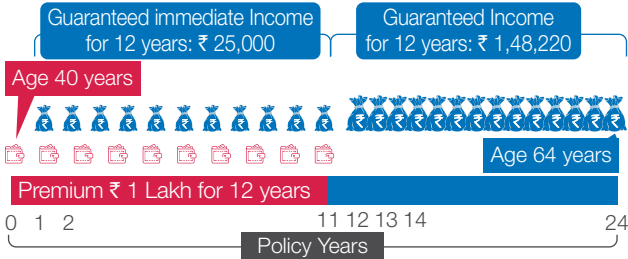 Guaranteed immediate Income
for 12 years: ₹ 25,000
Guaranteed Income
for 12 years: ₹ 1,48,220
Age 40 years
Age 64 years
Premium ₹ 1 Lakh for 12 years
0 1 2 11 12 13 14 24
Policy Years